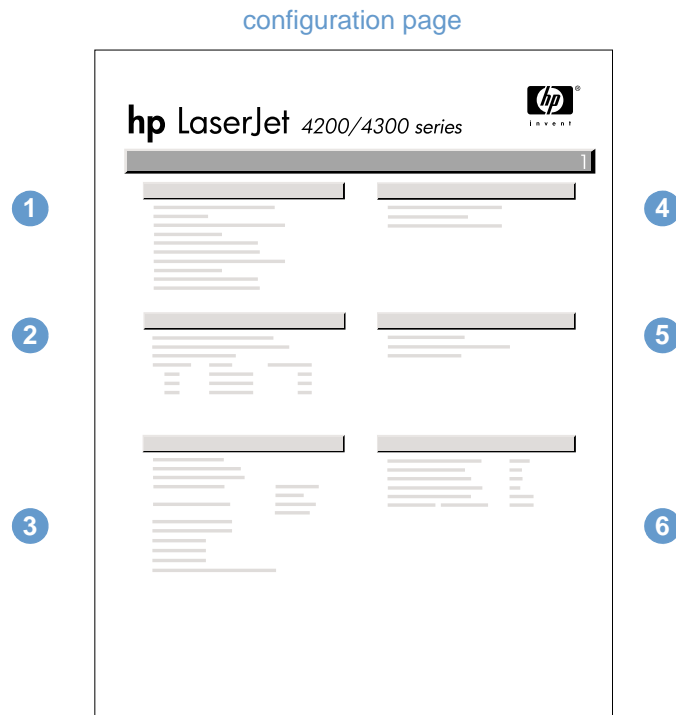 configuration page
hp
invent
hp LaserJet 4200/4300 series
1
1
4
2
5
3
6